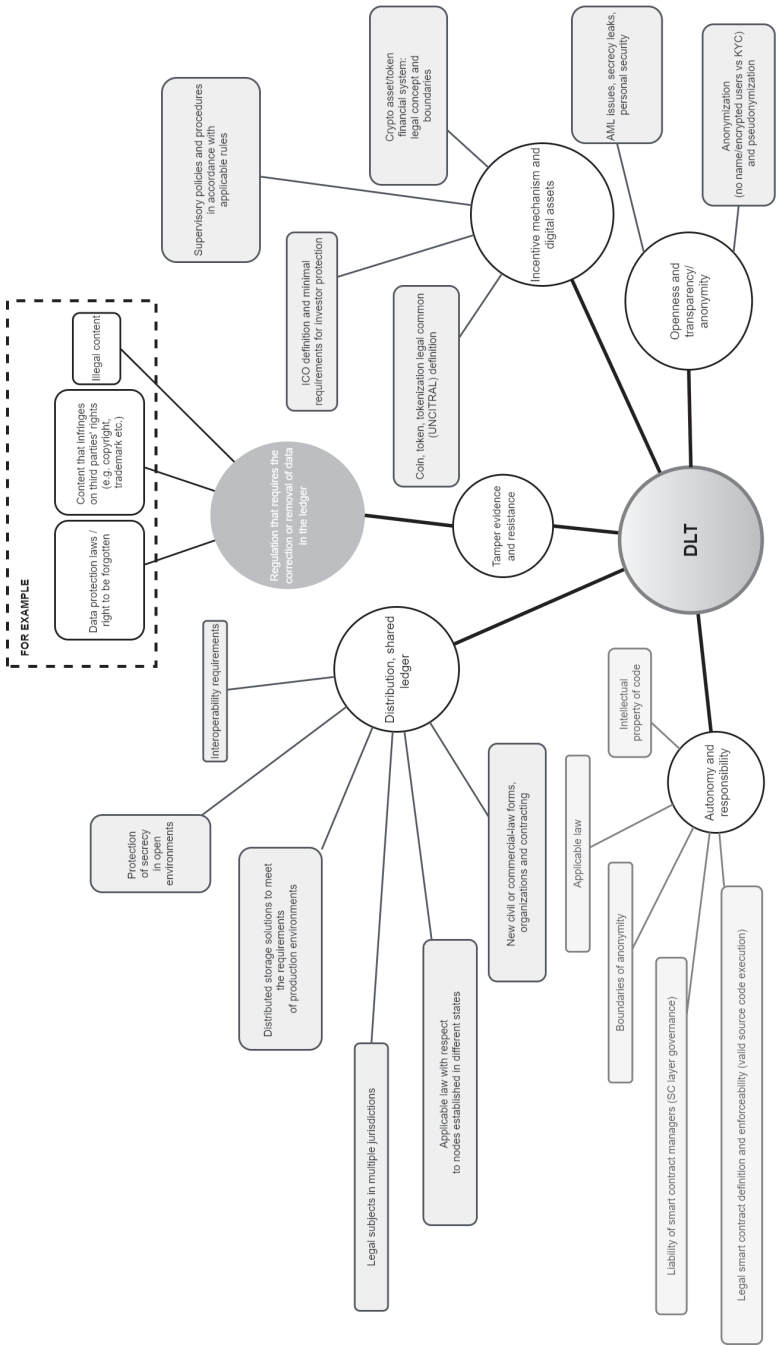 FOR EXAMPLE
Data protection laws /
right to be forgotten
Content that infringes
on third parties' rights
(e.g. copyright,
trademark etc.)
Illegal content
Regulation that requires the
correction or removal of data
in the ledger
Supervisory policies and procedures
in accordance with
applicable rules
ICO definition and minimal
requirements for investor protection
Crypto asset/token
financial system:
legal concept and
boundaries
Coin, token, tokenization legal common
(UNCITRAL) definition
Incentive mechanism and
digital assets
AML issues, secrecy leaks,
personal security
Anonymization
(no name/encrypted users vs KYC)
and pseudonymization
Openness and
transparency/
anonymity
Tamper evidence
and resistance
DLT
Interoperability requirements
Protection
of secrecy
in open
environments
Distributed storage solutions to meet
the requirements
of production environments
Legal subjects in multiple jurisdictions
Applicable law with respect
to nodes established in different states
New civil or commercial-law forms,
organizations and contracting
Distribution, shared
ledger
Intellectual
property of code
Applicable law
Boundaries of anonymity
Liability of smart contract managers (SC layer governance)
Legal smart contract definition and enforceability (valid source code execution)
Autonomy and
responsibility